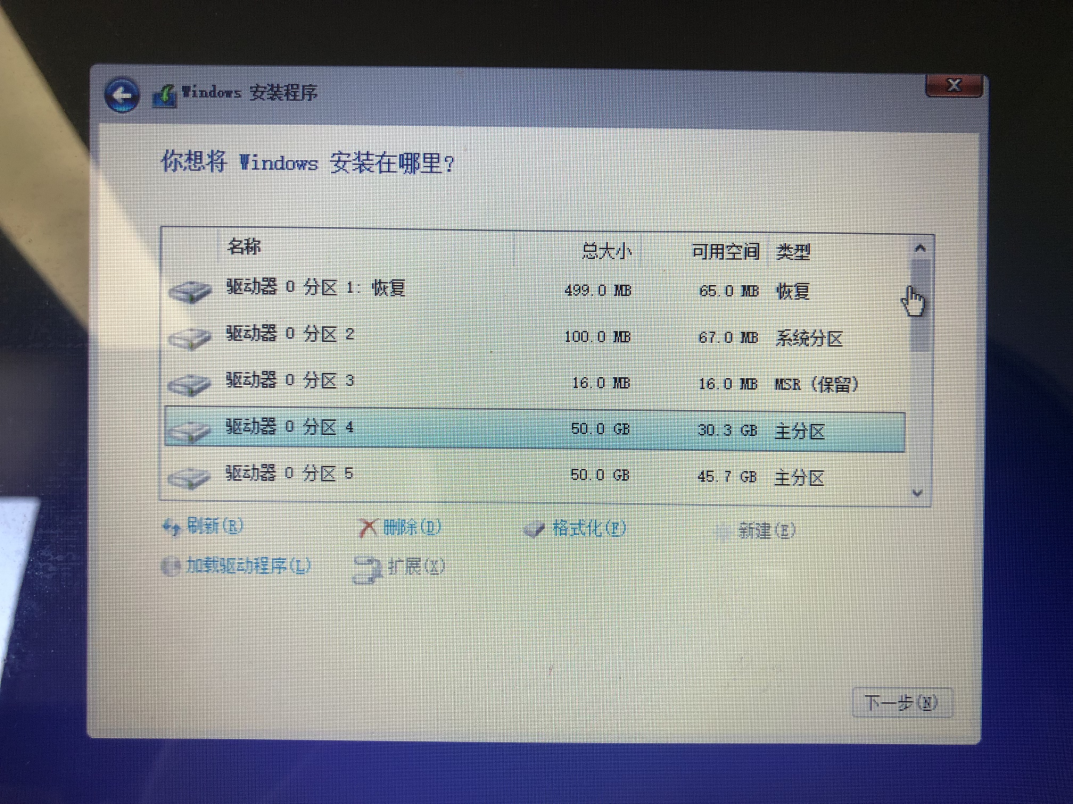 Windows 安装程序
你想将 Windows 安装在哪里?
名称 总大小 可用空间 类型
驱动器 0 分区 1: 恢复 499.0 MB 65.0 MB 恢复
驱动器 0 分区 2 100.0 MB 67.0 MB 系统分区
驱动器 0 分区 3 16.0 MB 16.0 MB MSR (保留)
驱动器 0 分区 4 50.0 GB 30.3 GB 主分区
驱动器 0 分区 5 50.0 GB 45.7 GB 主分区
刷新(R) 删除(D) 格式化(F) 新建(E)
加载驱动程序(L) 扩展(X)
下一步(N)